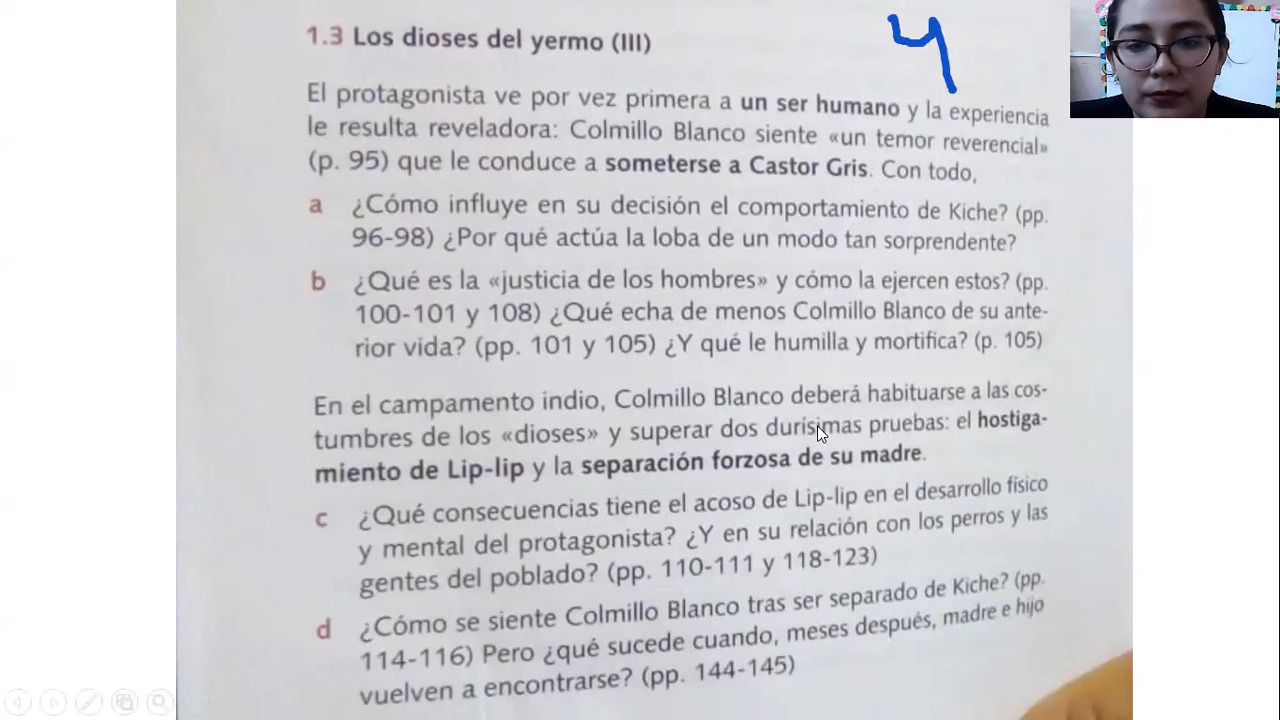 1.3 Los dioses del yermo (III)
4
El protagonista ve por vez primera a un ser humano y la experiencia
le resulta reveladora: Colmillo Blanco siente «un temor reverencial»
(p. 95) que le conduce a someterse a Castor Gris. Con todo,
a ¿Cómo influye en su decisión el comportamiento de Kiche? (pp.
96-98) ¿Por qué actúa la loba de un modo tan sorprendente?
b ¿Qué es la «justicia de los hombres» y cómo la ejercen estos? (pp.
100-101 y 108) ¿Qué echa de menos Colmillo Blanco de su ante-
rior vida? (pp. 101 y 105) ¿Y qué le humilla y mortifica? (p. 105)
En el campamento indio, Colmillo Blanco deberá habituarse a las cos-
tumbres de los «dioses» y superar dos durísimas pruebas: el hostiga-
miento de Lip-lip y la separación forzosa de su madre.
c ¿Qué consecuencias tiene el acoso de Lip-lip en el desarrollo físico
y mental del protagonista? ¿Y en su relación con los perros y las
gentes del poblado? (pp. 110-111 y 118-123)
d ¿Cómo se siente Colmillo Blanco tras ser separado de Kiche? (pp.
114-116) Pero ¿qué sucede cuando, meses después, madre e hijo
vuelven a encontrarse? (pp. 144-145)